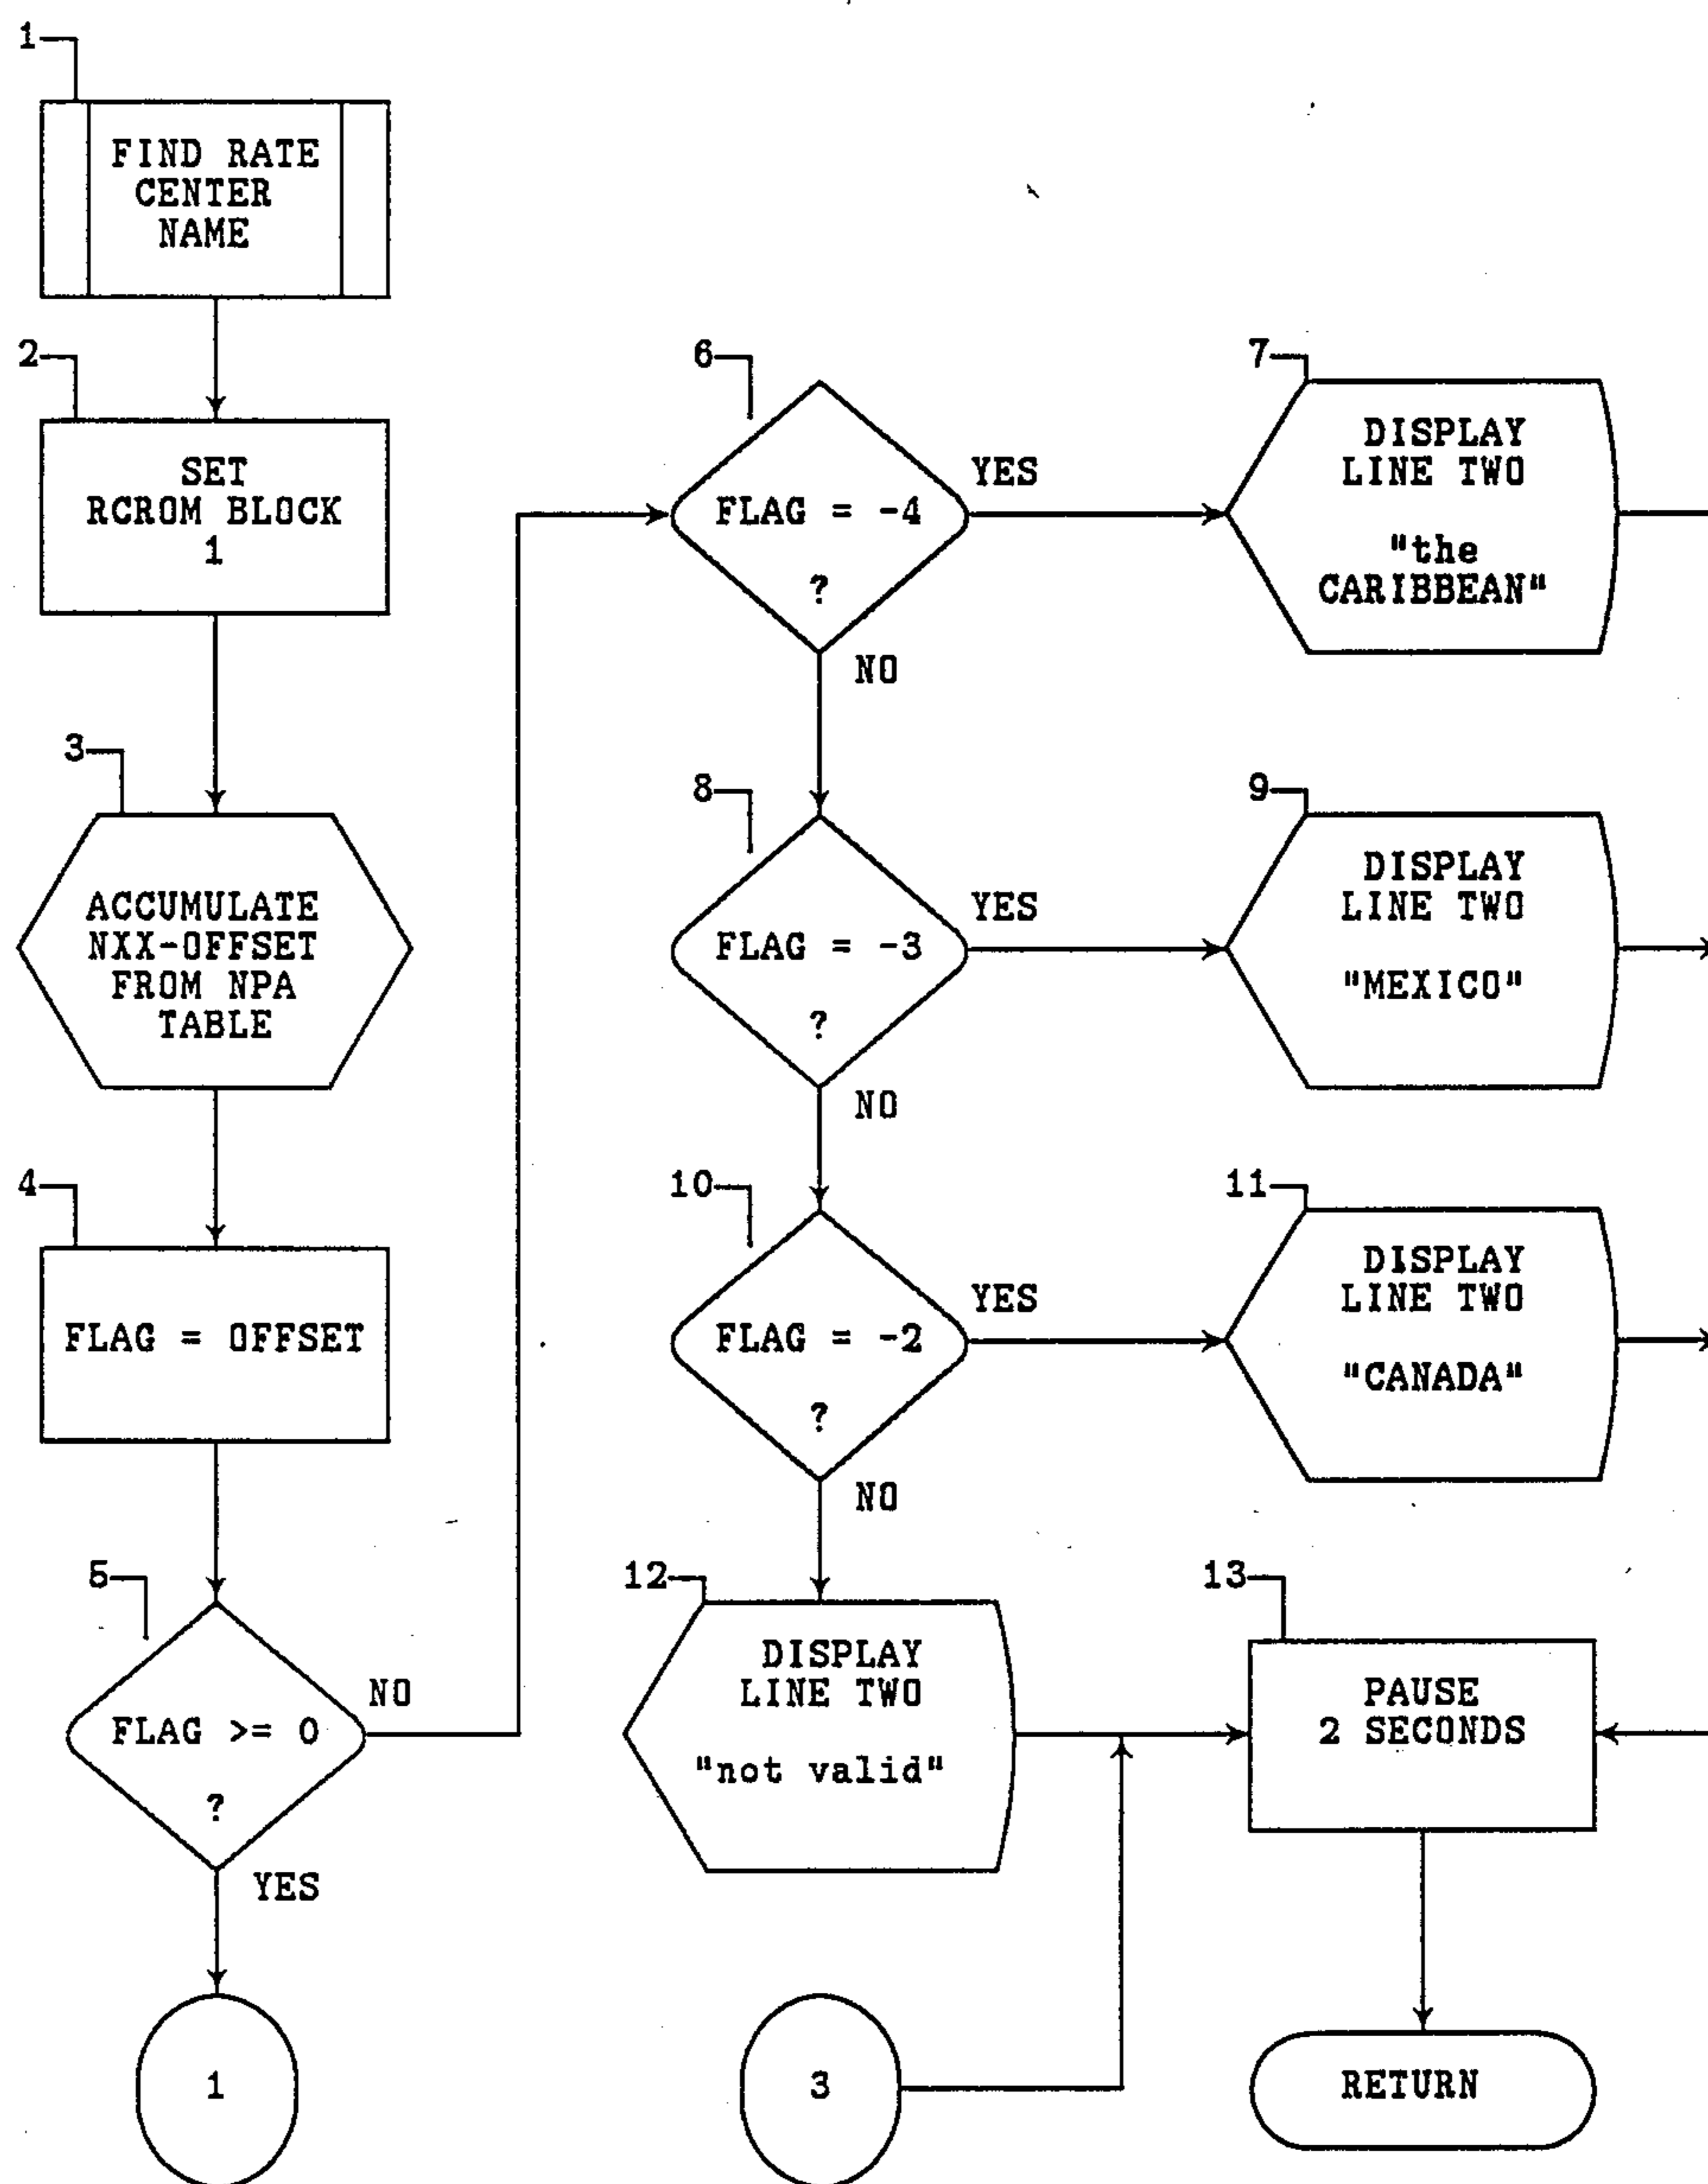 1
FIND RATE
CENTER
NAME
2
SET
RCROM BLOCK
1
3
ACCUMULATE
NXX-OFFSET
FROM NPA
TABLE
4
FLAG = OFFSET
5
FLAG >= 0
?
NO
YES
1
6
FLAG = -4
?
YES
NO
7
DISPLAY
LINE TWO
"the
CARIBBEAN"
8
FLAG = -3
?
YES
NO
9
DISPLAY
LINE TWO
"MEXICO"
10
FLAG = -2
?
YES
NO
11
DISPLAY
LINE TWO
"CANADA"
12
DISPLAY
LINE TWO
"not valid"
13
PAUSE
2 SECONDS
3
RETURN